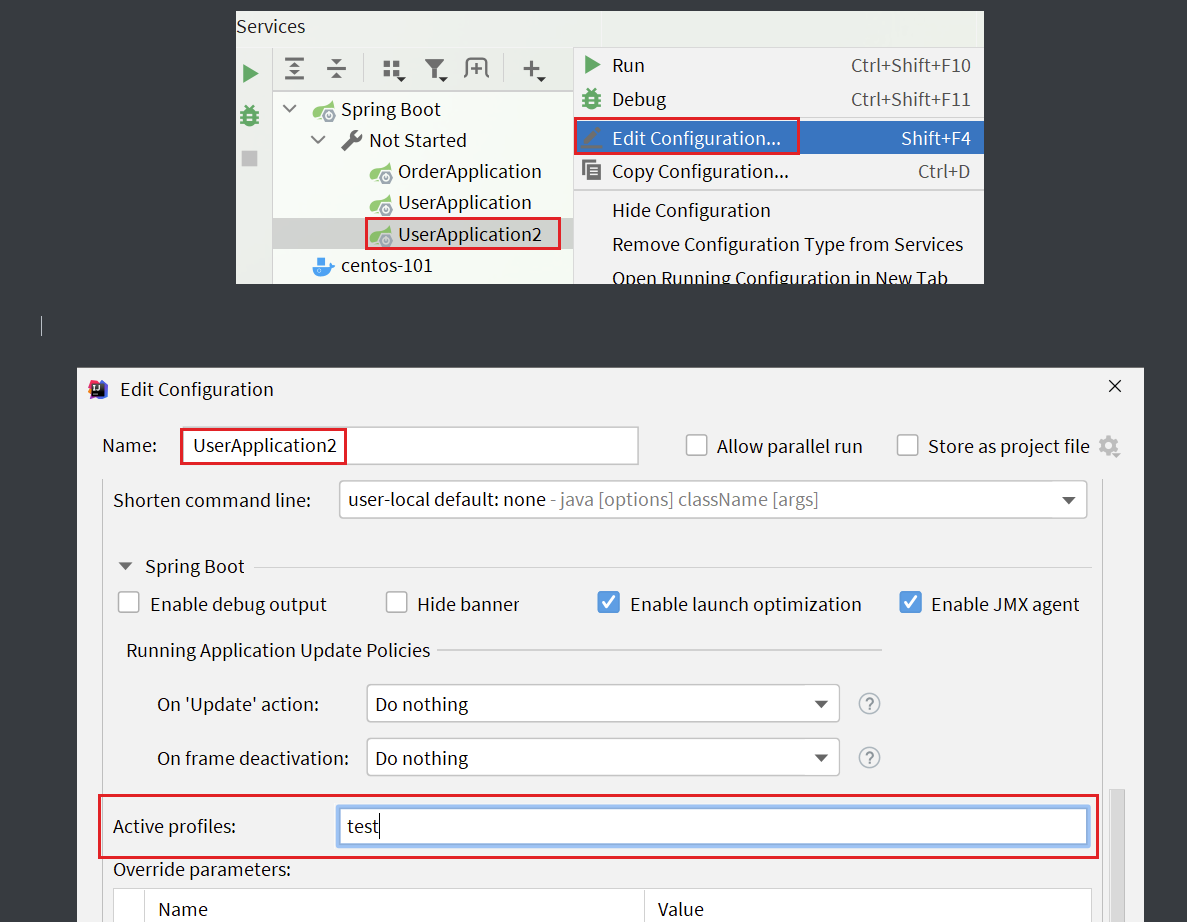 Services
Run Ctrl+Shift+F10
Debug Ctrl+Shift+F11
Spring Boot
Edit Configuration... Shift+F4
Not Started
OrderApplication
Copy Configuration... Ctrl+D
UserApplication
Hide Configuration
UserApplication2
Remove Configuration Type from Services
centos-101
Open Running Configuration in New Tab
Edit Configuration
Name: UserApplication2 Allow parallel run Store as project file
Shorten command line: user-local default: none - java [options] className [args]
Spring Boot
Enable debug output Hide banner Enable launch optimization Enable JMX agent
Running Application Update Policies
On 'Update' action: Do nothing ?
On frame deactivation: Do nothing ?
Active profiles: test
Override parameters:
Name Value